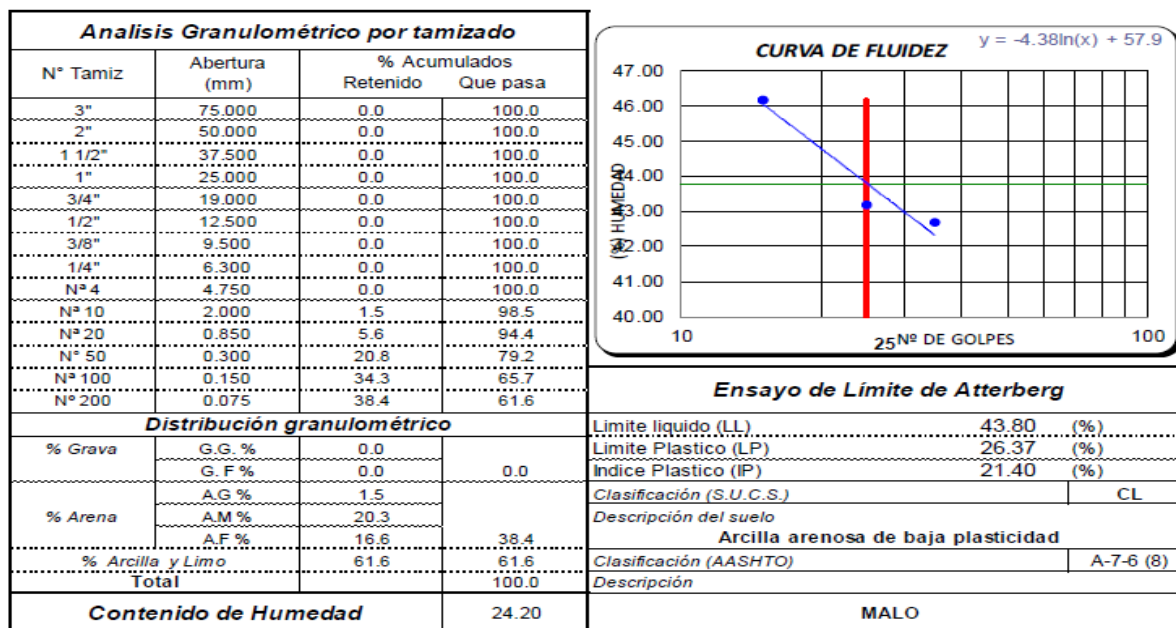 Analisis Granulométrico por tamizado
N° Tamiz Abertura (mm) % Acumulados Retenido Que pasa
3" 75.000 0.0 100.0
2" 50.000 0.0 100.0
1 1/2" 37.500 0.0 100.0
1" 25.000 0.0 100.0
3/4" 19.000 0.0 100.0
1/2" 12.500 0.0 100.0
3/8" 9.500 0.0 100.0
1/4" 6.300 0.0 100.0
Nª 4 4.750 0.0 100.0
Nª 10 2.000 1.5 98.5
Nª 20 0.850 5.6 94.4
N° 50 0.300 20.8 79.2
Nª 100 0.150 34.3 65.7
Nº 200 0.075 38.4 61.6
Distribución granulométrico
% Grava G.G. % 0.0
G. F % 0.0 0.0
% Arena A.G % 1.5
A.M % 20.3
A.F % 16.6 38.4
% Arcilla y Limo 61.6 61.6
Total 100.0
Contenido de Humedad 24.20
CURVA DE FLUIDEZ
y = -4.38ln(x) + 57.9
(%) HUMEDAD
47.00
46.00
45.00
44.00
43.00
42.00
41.00
40.00
10 100
25 Nº DE GOLPES
Ensayo de Límite de Atterberg
Limite liquido (LL) 43.80 (%)
Limite Plastico (LP) 26.37 (%)
Indice Plastico (IP) 21.40 (%)
Clasificación (S.U.C.S.) CL
Descripción del suelo
Arcilla arenosa de baja plasticidad
Clasificación (AASHTO) A-7-6 (8)
Descripción
MALO